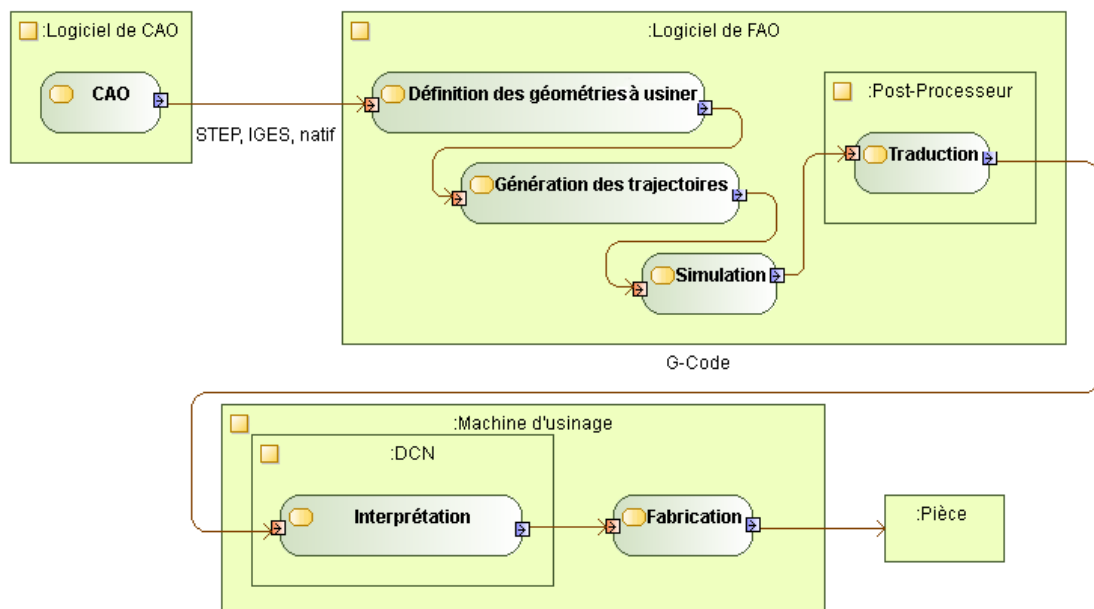 :Logiciel de CAO
CAO
STEP, IGES, natif
:Logiciel de FAO
Définition des géométries à usiner
Génération des trajectoires
Simulation
:Post-Processeur
Traduction
G-Code
:Machine d'usinage
:DCN
Interprétation
Fabrication
:Pièce